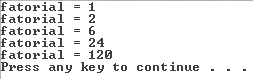 fatorial = 1
fatorial = 2
fatorial = 6
fatorial = 24
fatorial = 120
Press any key to continue . . .